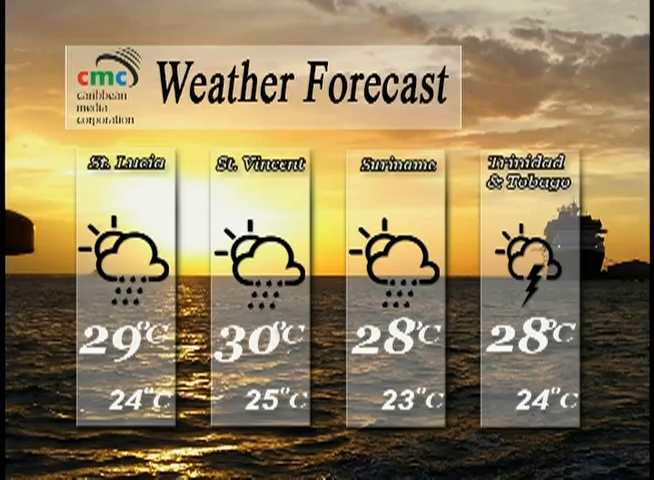 cmc
caribbean
media
corporation
Weather Forecast
St. Lucia
St. Vincent
Suriname
Trinidad
& Tobago
29°C
30°C
28°C
28°C
24°C
25°C
23°C
24°C